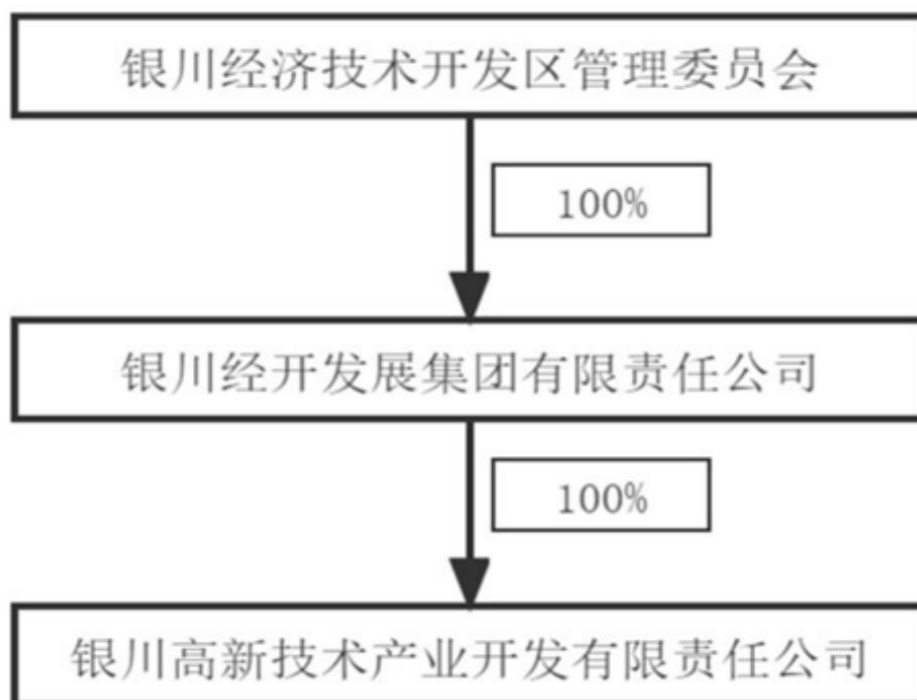 银川经济技术开发区管理委员会
100%
银川经开发展集团有限责任公司
100%
银川高新技术产业开发有限责任公司